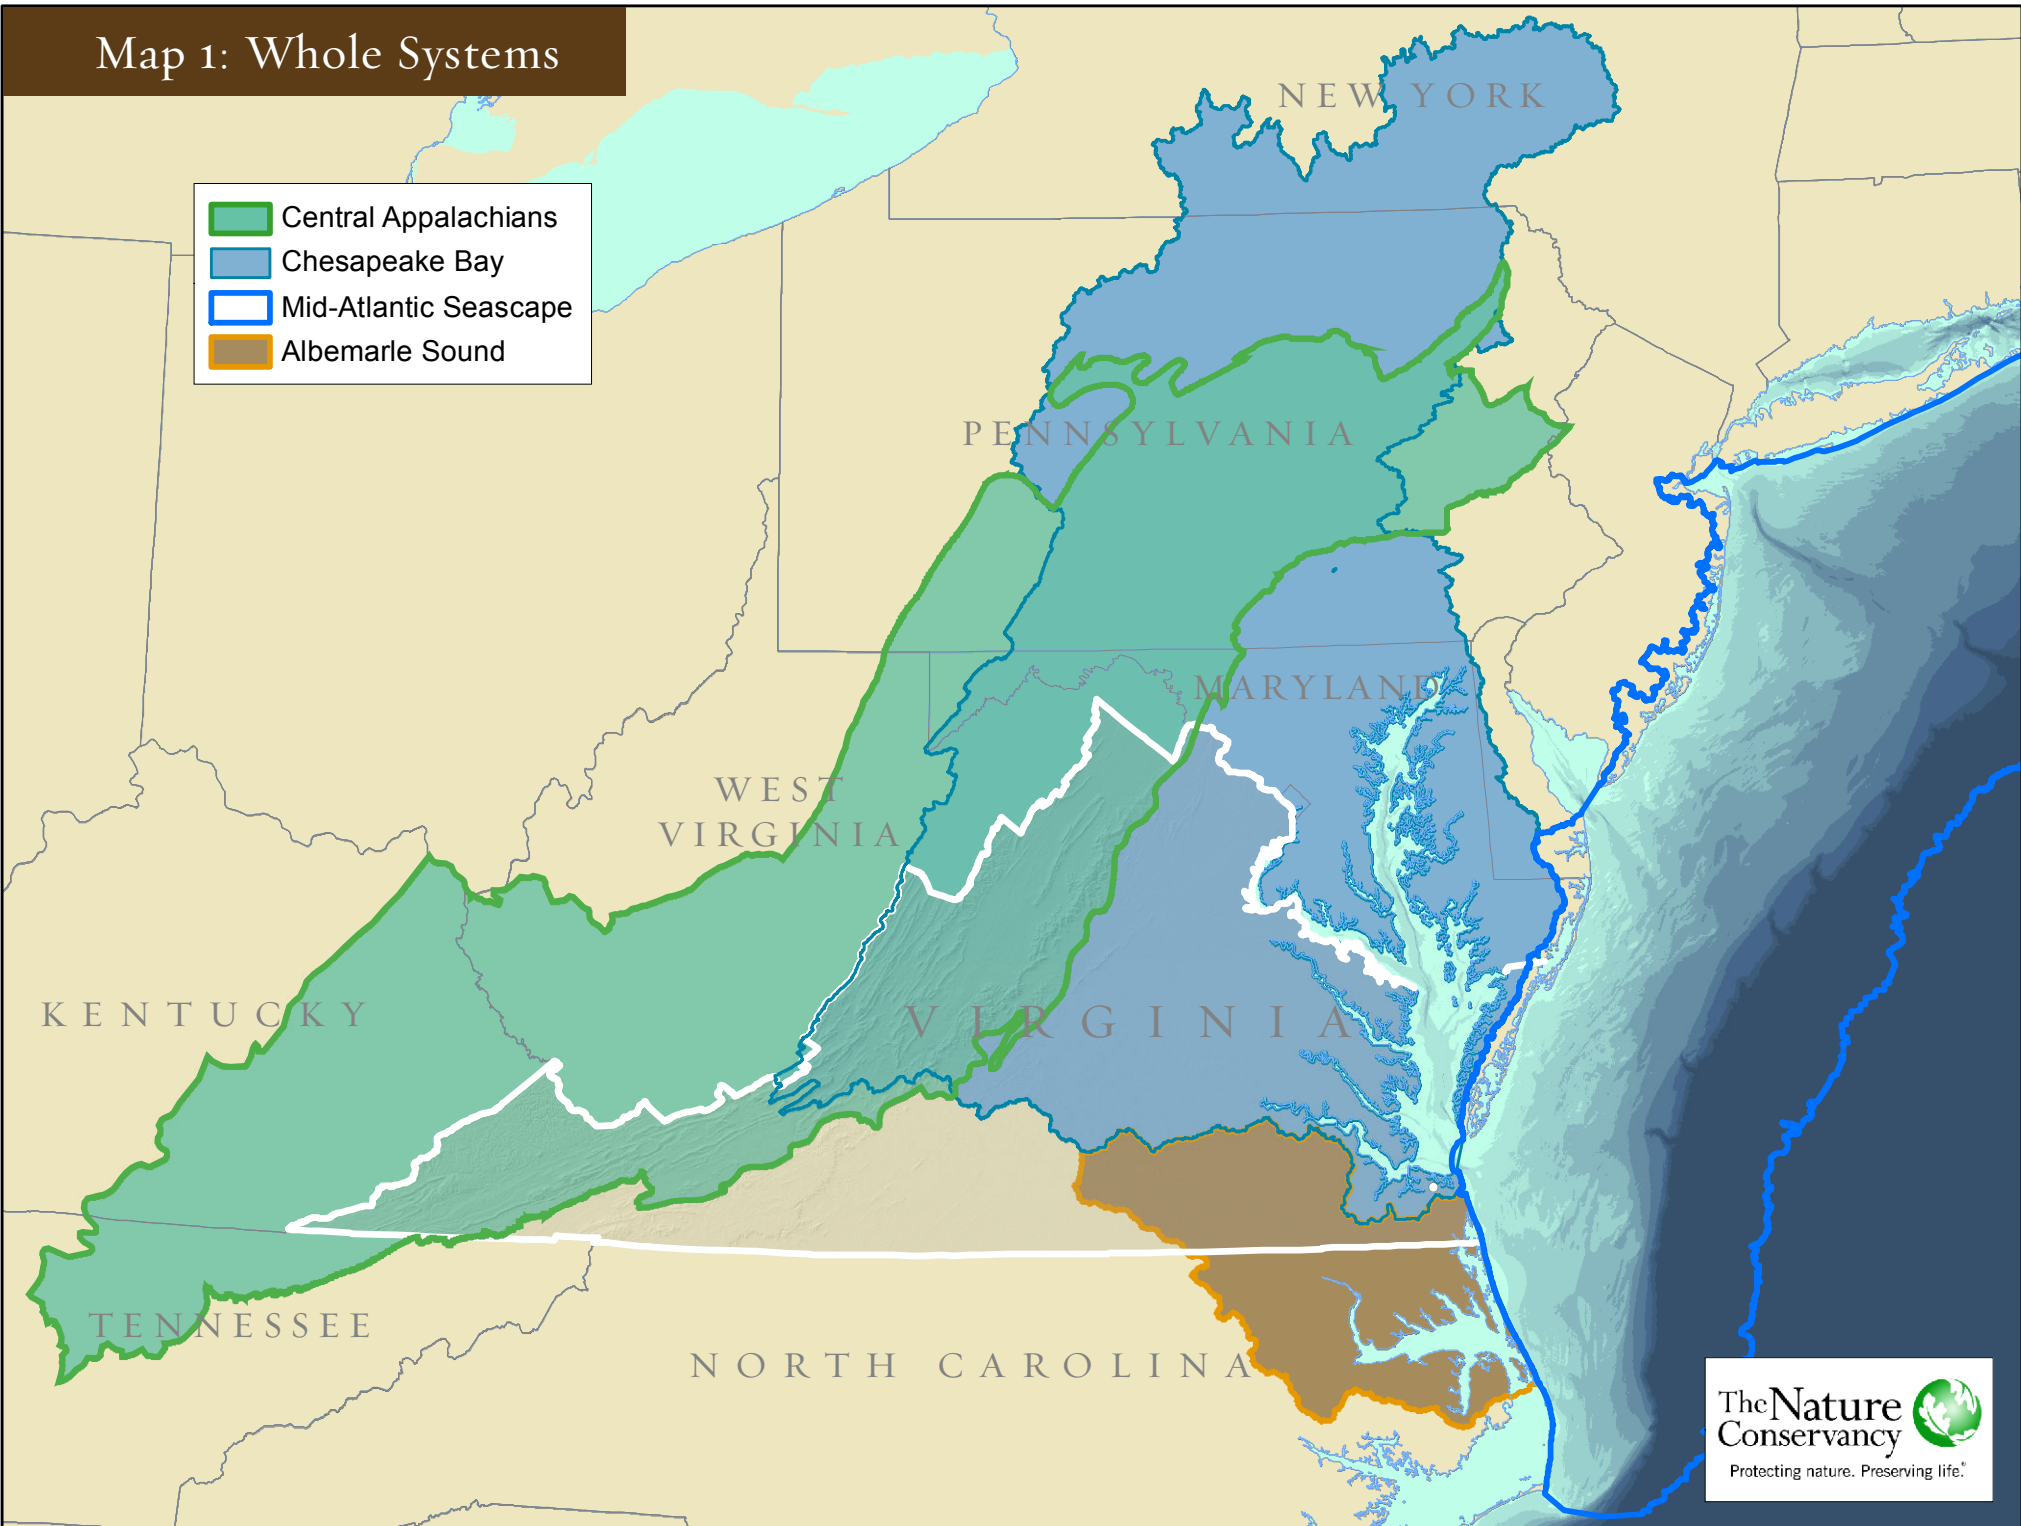 Map 1: Whole Systems
NEW YORK
Central Appalachians
Chesapeake Bay
Mid-Atlantic Seascape
Albemarle Sound
PENNSYLVANIA
MARYLAND
WEST
VIRGINIA
KENTUCKY
VIRGINIA
TENNESSEE
NORTH CAROLINA
The Nature
Conservancy
Protecting nature. Preserving life.®